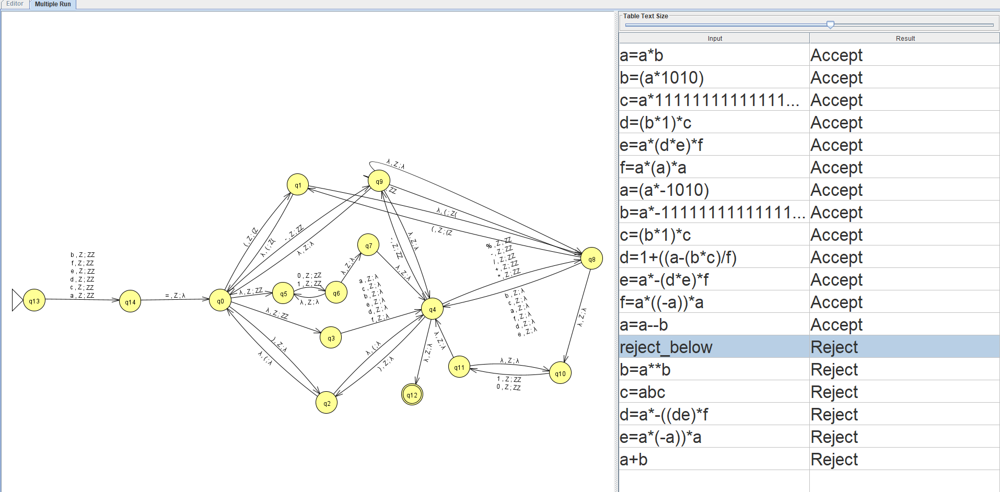 Editor
Multiple Run
Table Text Size
Input Result
a=a*b Accept
b=(a*1010) Accept
c=a*11111111111111... Accept
d=(b*1)*c Accept
e=a*(d*e)*f Accept
f=a*(a)*a Accept
a=(a*-1010) Accept
b=a*-11111111111111... Accept
c=(b*1)*c Accept
d=1+((a-(b*c)/f) Accept
e=a*-(d*e)*f Accept
f=a*((-a))*a Accept
a=a--b Accept
reject_below Reject
b=a**b Reject
c=abc Reject
d=a*-((de)*f Reject
e=a*(-a))*a Reject
a+b Reject
λ , Z ; λ
q1
q9
ZZ
λ , ( ; Z(
( , Z ; (Z
( , Z ; (Z
λ , ( ; Z(
- , Z ; ZZ
λ , Z ; λ
λ , Z ; λ
- , Z ; ZZ
q7
q8
% , Z ; ZZ
- , Z ; ZZ
/ , Z ; ZZ
+ , Z ; ZZ
* , Z ; ZZ
b , Z ; ZZ
f , Z ; ZZ
e , Z ; ZZ
d , Z ; ZZ
c , Z ; ZZ
a , Z ; ZZ
λ , Z ; λ
λ , Z ; λ
0 , Z ; ZZ
1 , Z ; ZZ
a , Z ; λ
c , Z ; λ
b , Z ; λ
e , Z ; λ
d , Z ; λ
f , Z ; λ
q13
q14
= , Z ; λ
q0
λ , Z ; ZZ
q5
q6
λ , Z ; λ
q4
b , Z ; λ
c , Z ; λ
a , Z ; λ
f , Z ; λ
d , Z ; λ
e , Z ; λ
λ , Z ; λ
λ , Z ; ZZ
q3
) , Z ; λ
λ , ( ; λ
λ , ( ; λ
) , Z ; λ
λ , Z ; λ
λ , Z ; λ
q11
λ , Z ; λ
1 , Z ; ZZ
0 , Z ; ZZ
q10
q2
q12